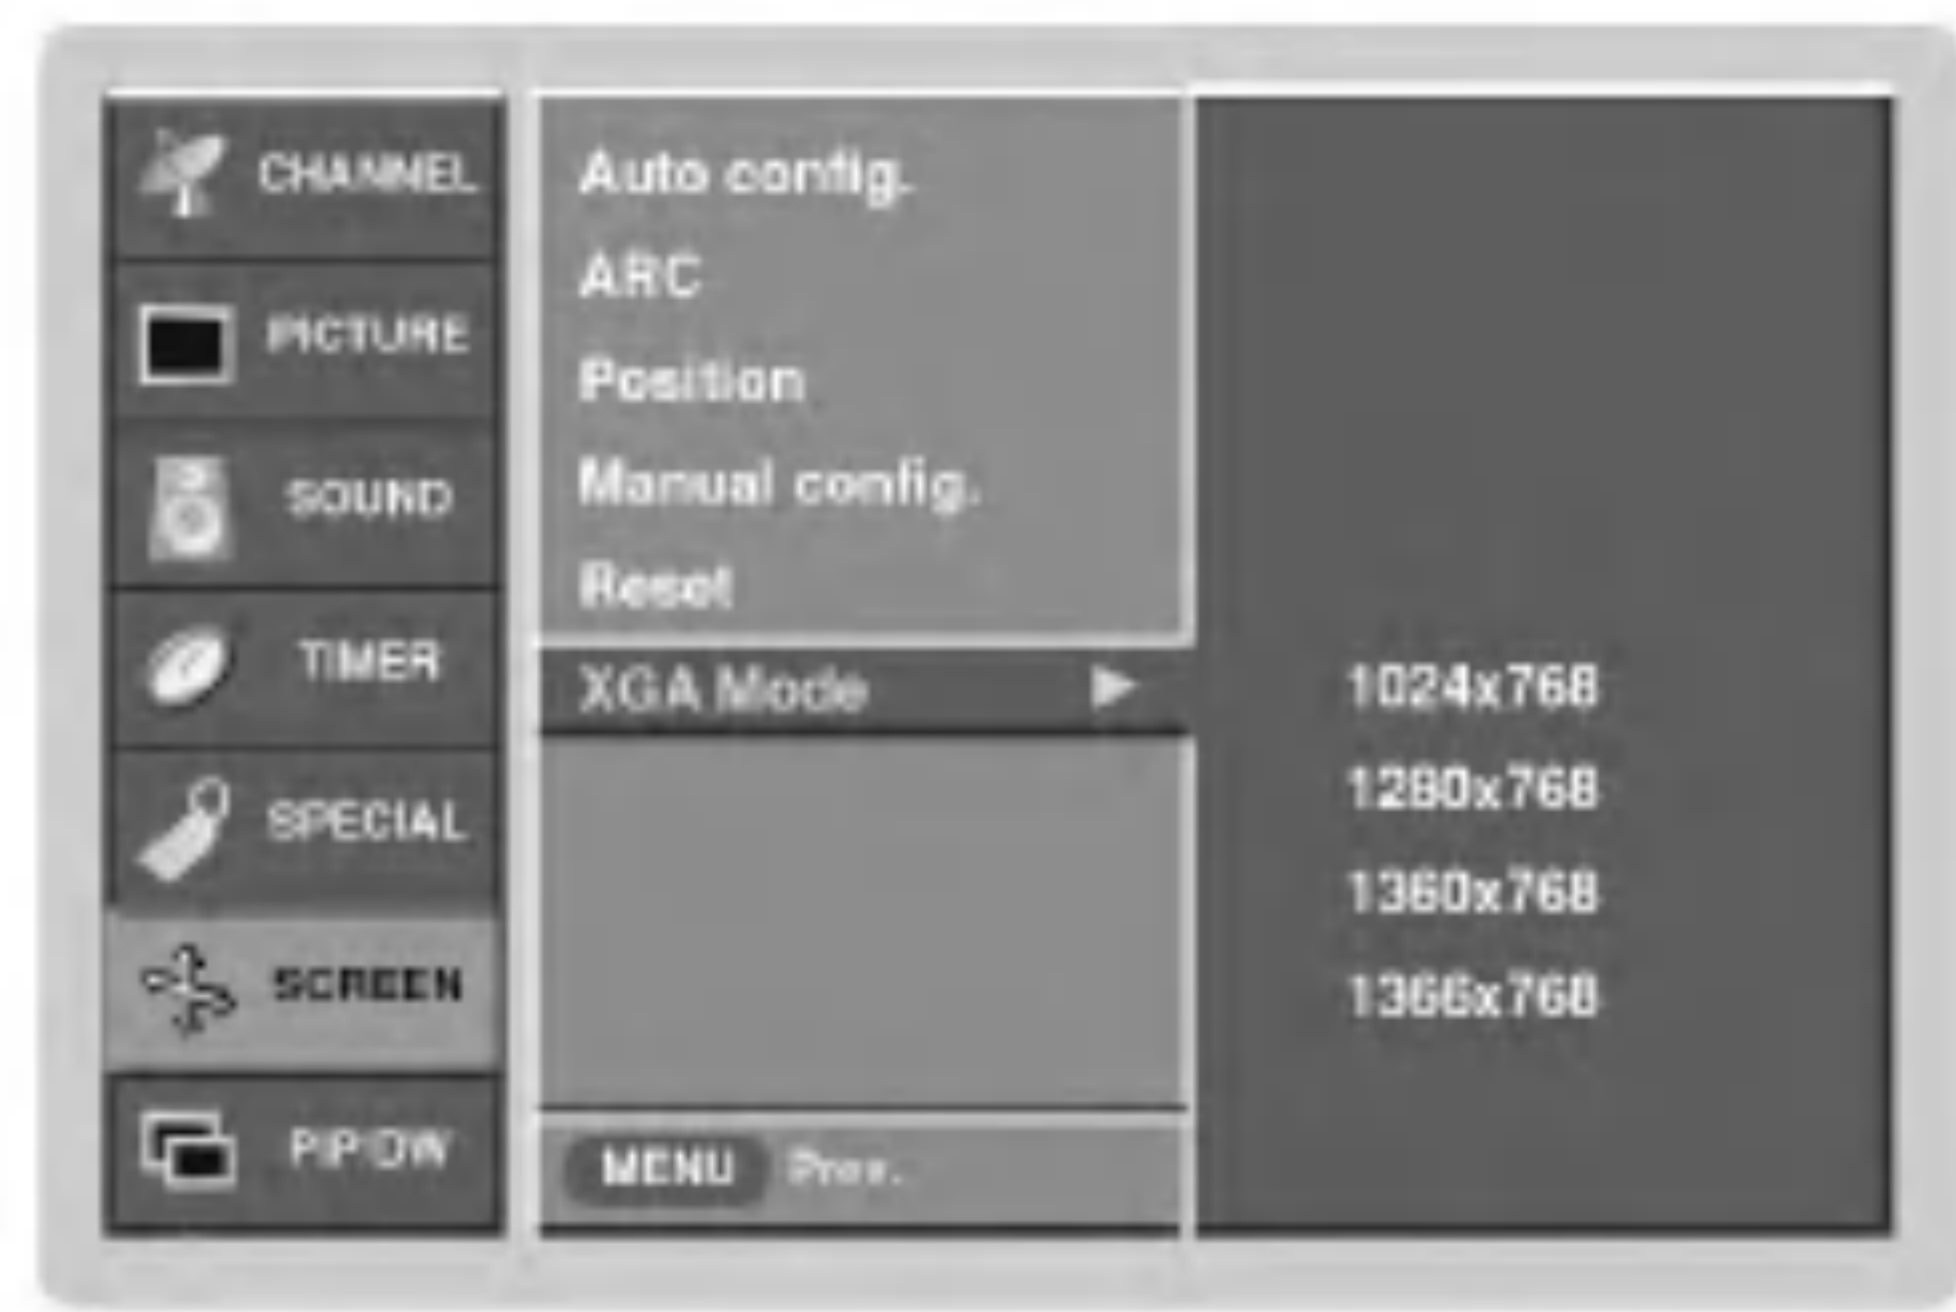 CHANNEL
PICTURE
SOUND
TIMER
SPECIAL
SCREEN
PIP/DW
Auto config.
ARC
Position
Manual config.
Reset
XGA Mode
MENU Prev.
1024x768
1280x768
1360x768
1366x768